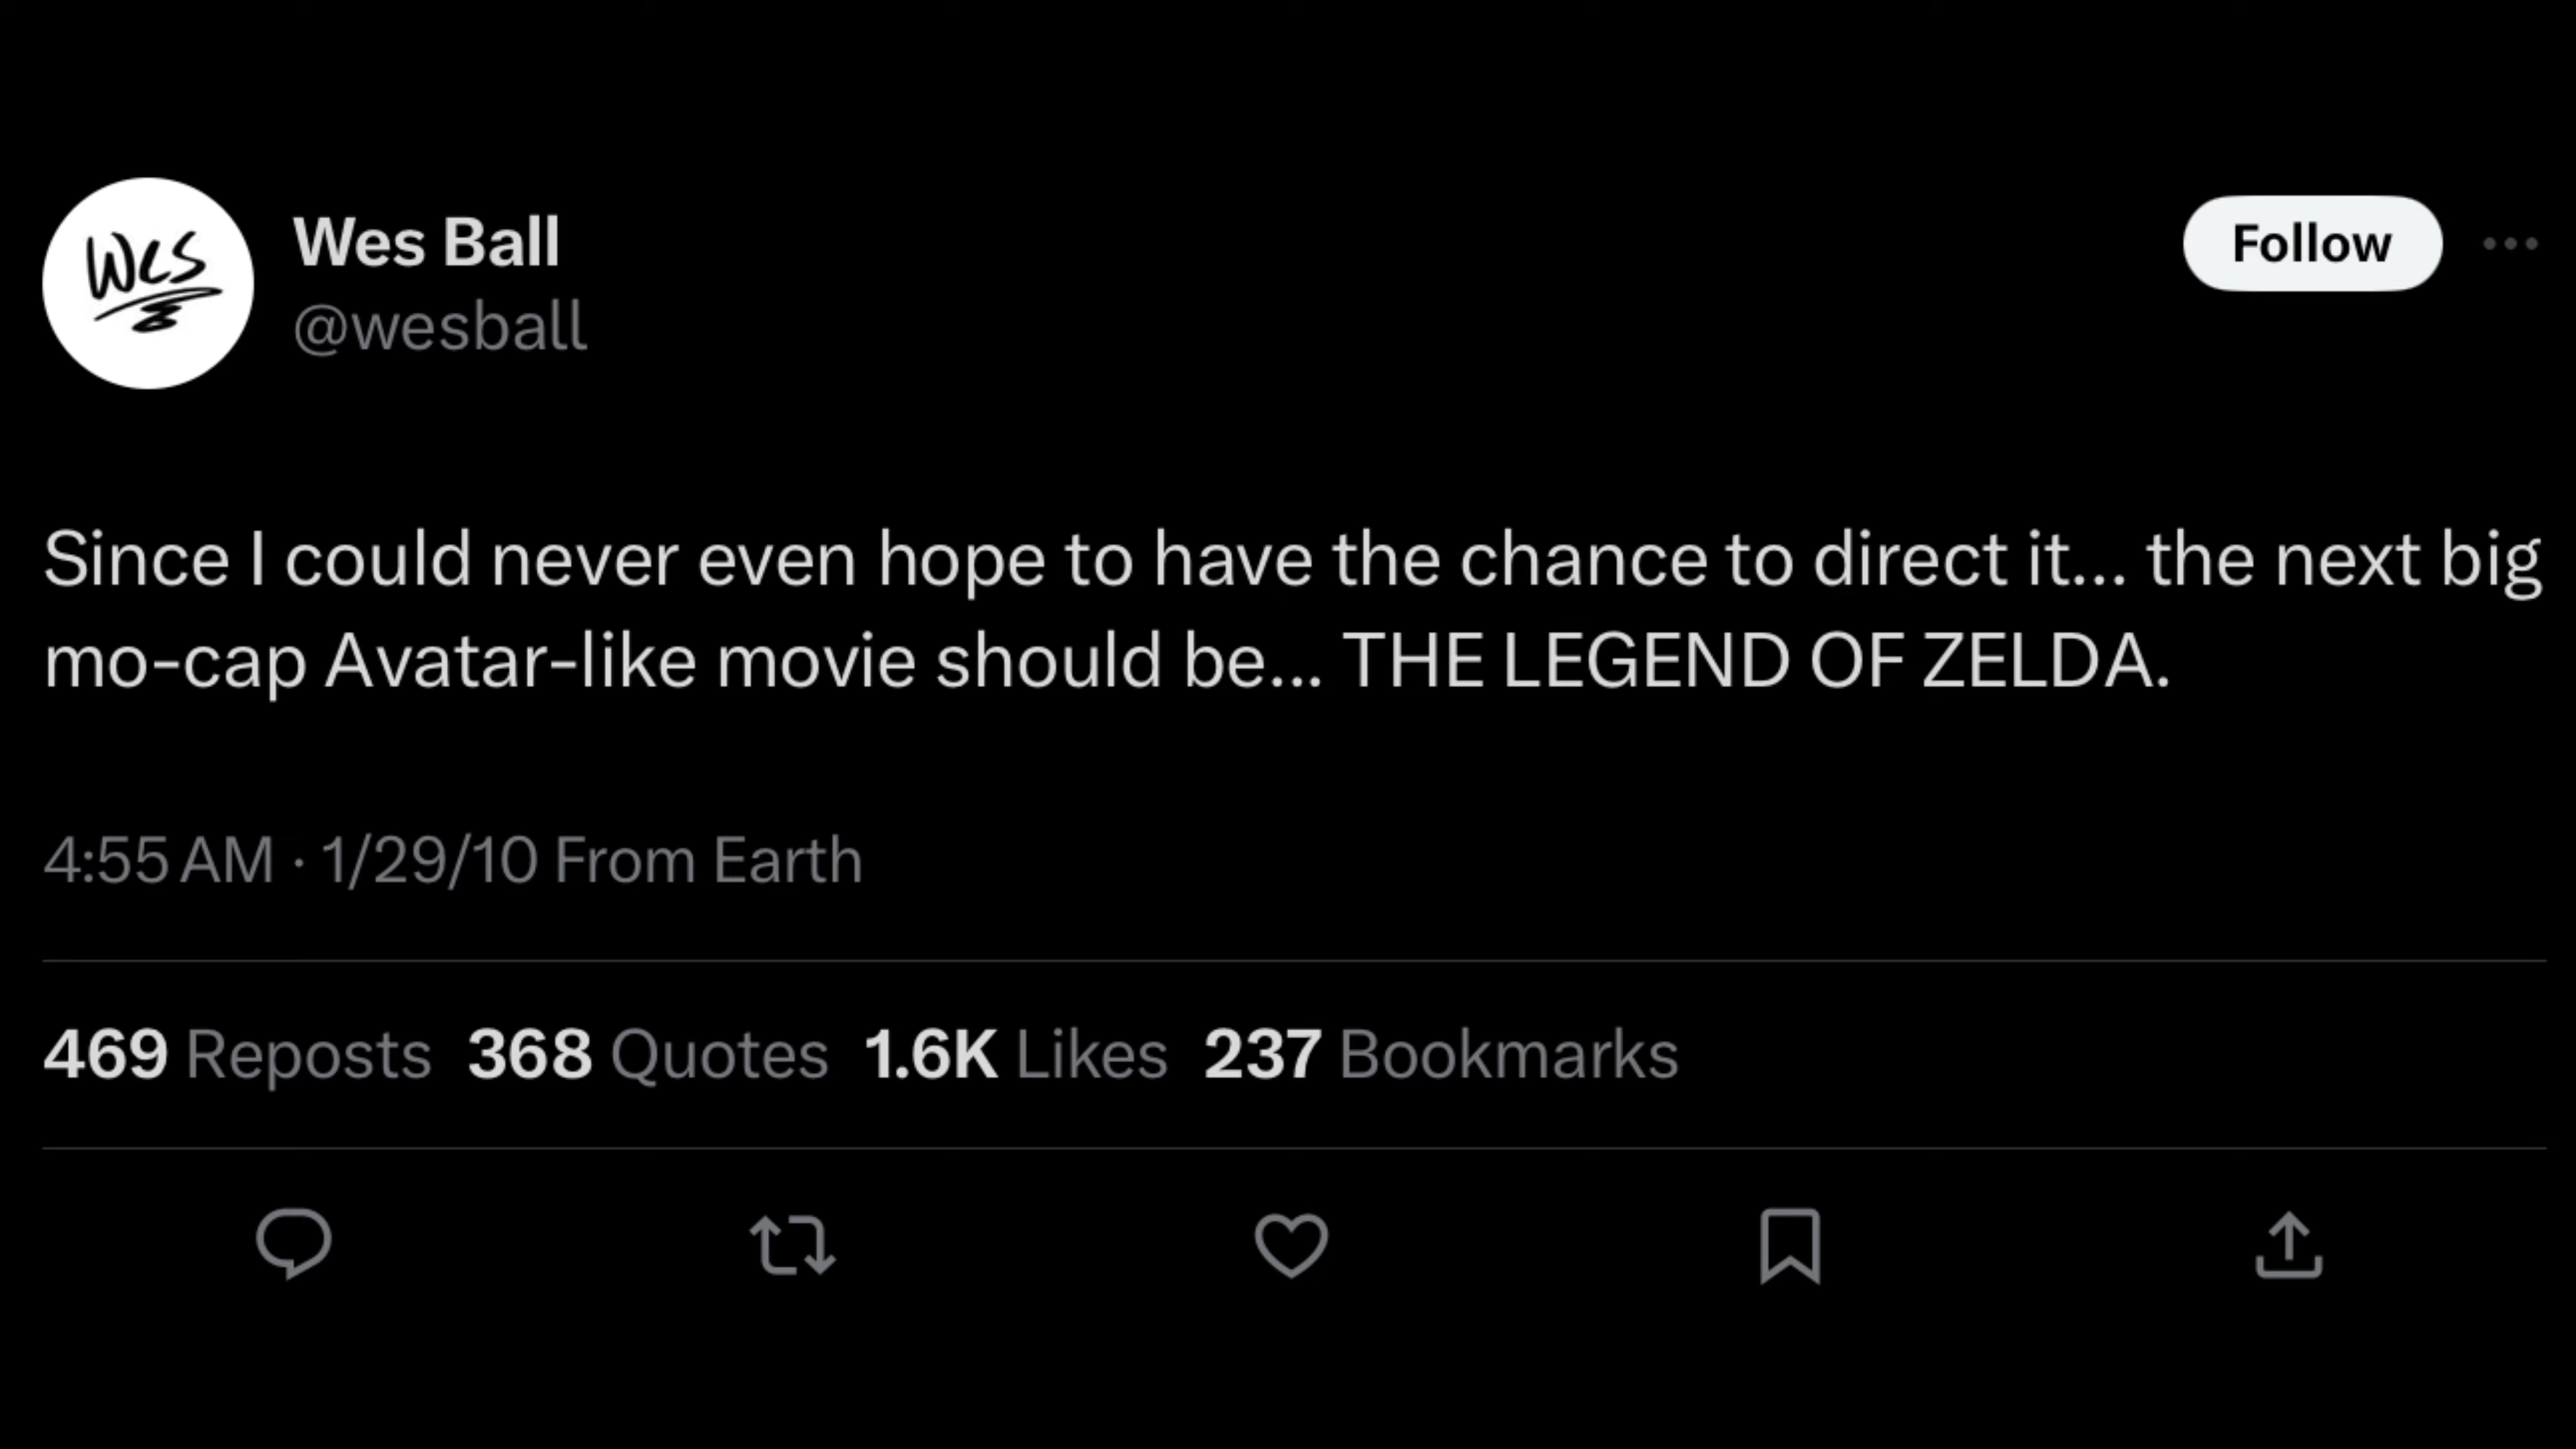 Wes
Wes Ball
@wesball
Follow
Since I could never even hope to have the chance to direct it... the next big
mo-cap Avatar-like movie should be... THE LEGEND OF ZELDA.
4:55 AM · 1/29/10 From Earth
469 Reposts 368 Quotes 1.6K Likes 237 Bookmarks